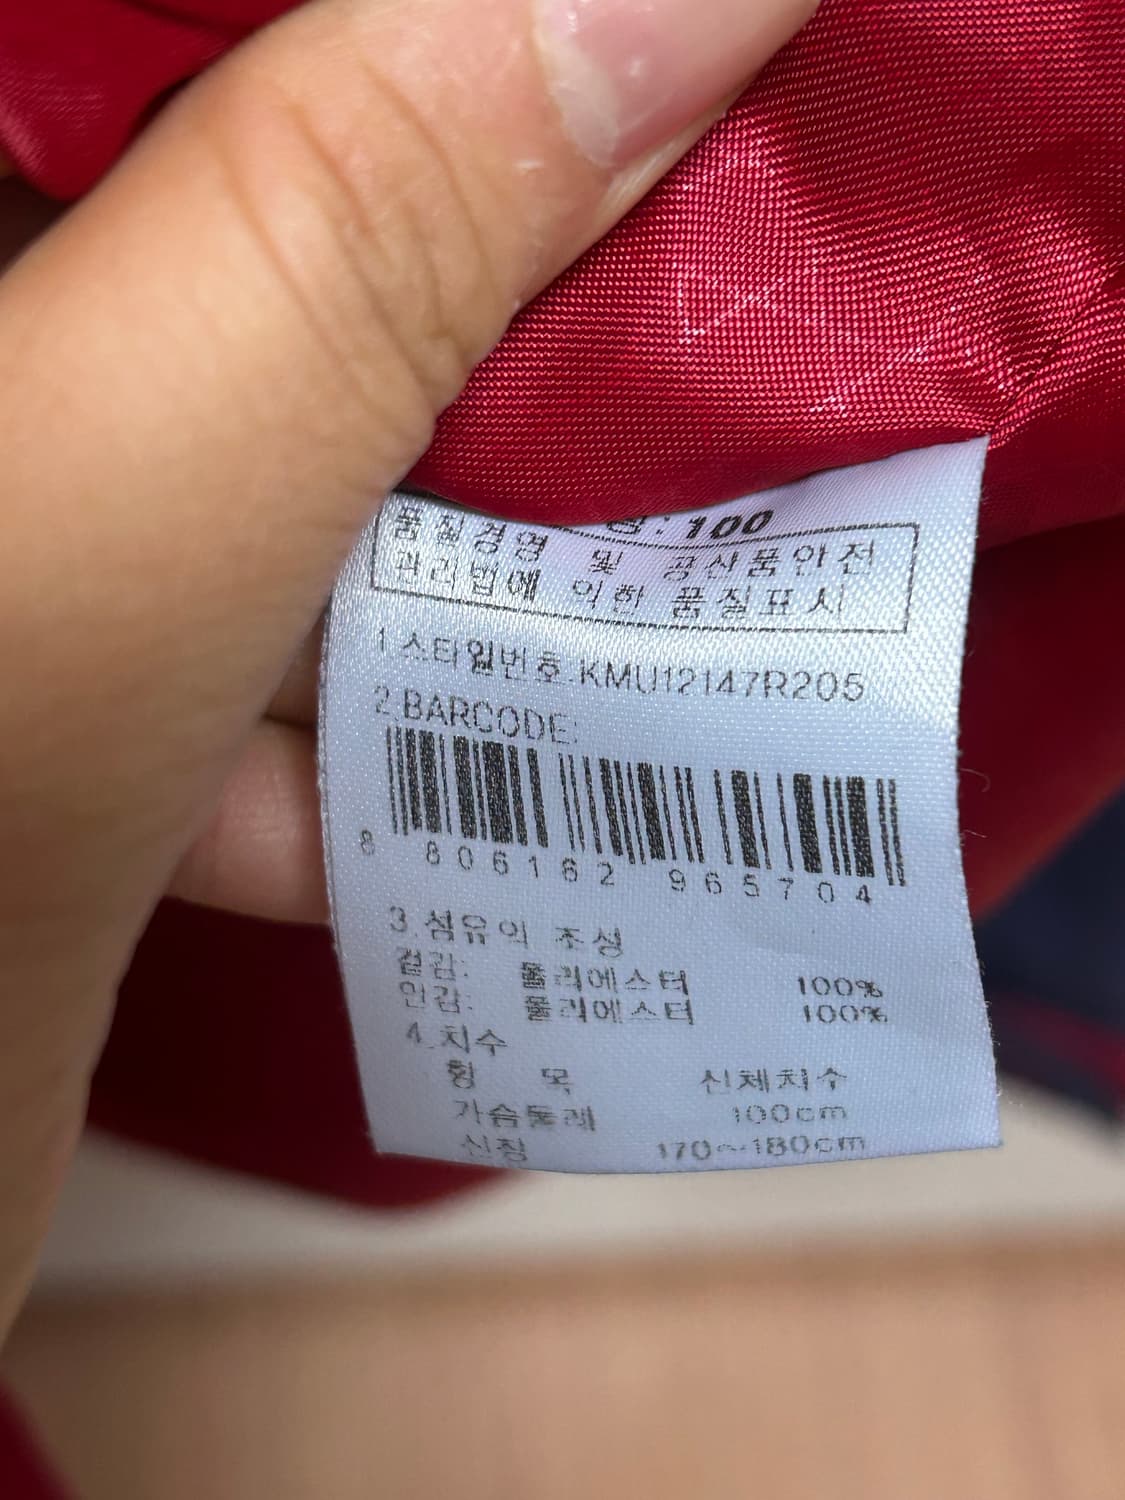 : 100
품질경영 및 공산품안전
관리법에 의한 품질표시
1.스타일번호.KMU12147R205
2.BARCODE:
8 806162 965704
3.섬유의 조성
겉감: 폴리에스터 100%
안감: 폴리에스터 100%
4.치수
항 목 신체치수
가슴둘레 100cm
신장 170~180cm